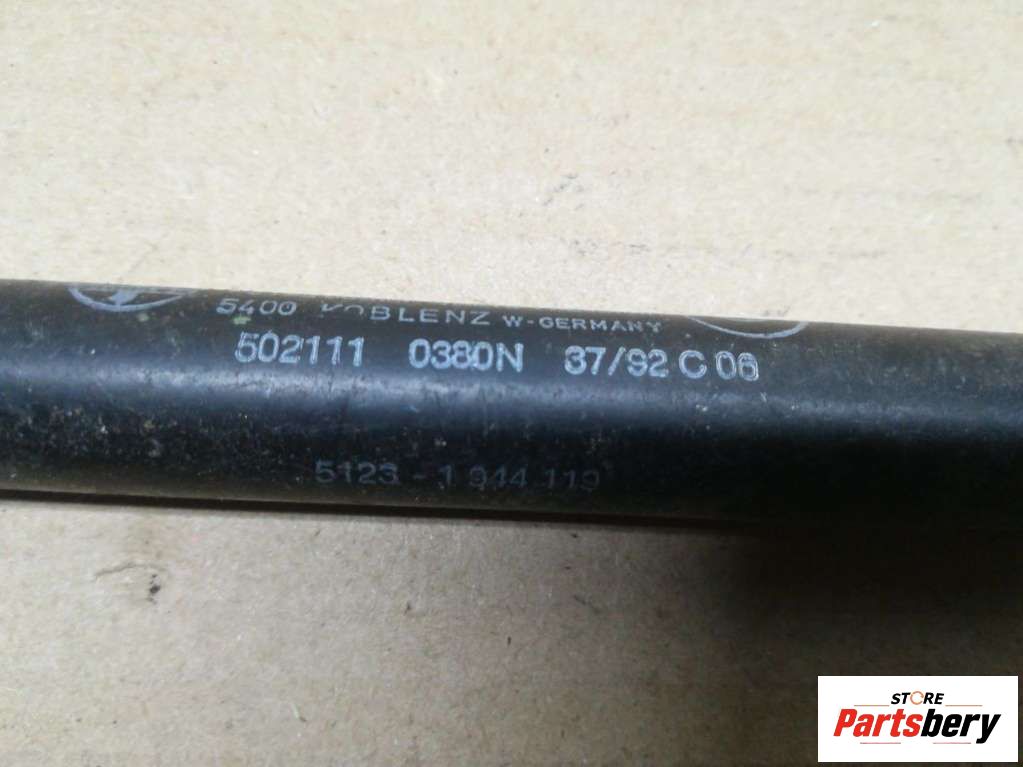 5400 KOBLENZ W-GERMANY
502111 0380N 37/92 C 06
5123 - 1 944 119
STORE
Partsbery